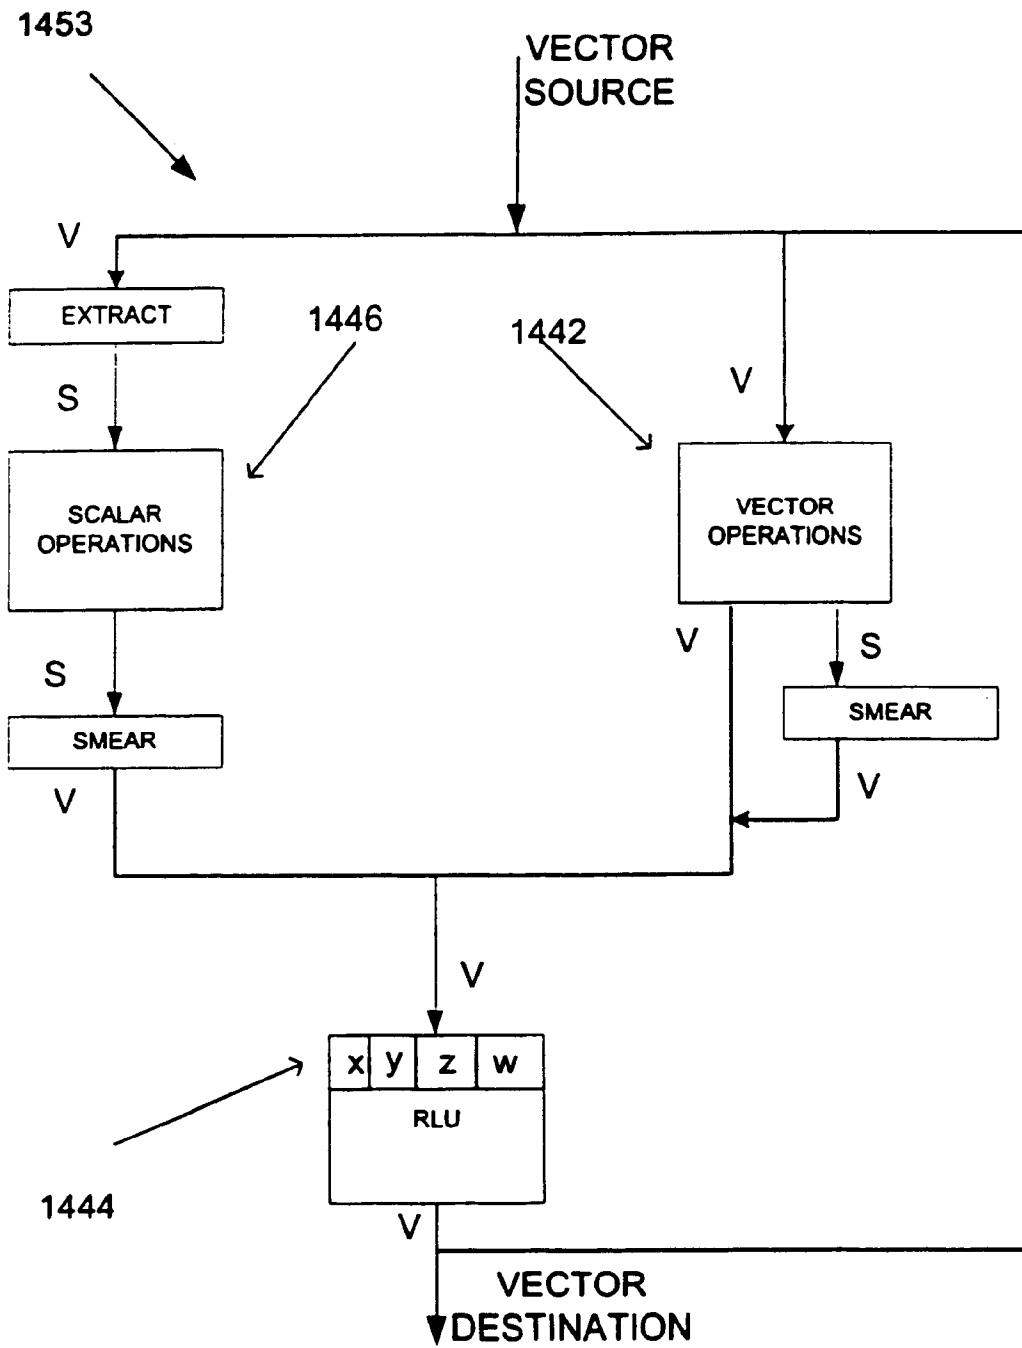 1453
VECTOR
SOURCE
V
EXTRACT
1446
1442
S
V
SCALAR
OPERATIONS
VECTOR
OPERATIONS
S
V
S
SMEAR
SMEAR
V
V
V
x y z w
RLU
1444
V
VECTOR
DESTINATION